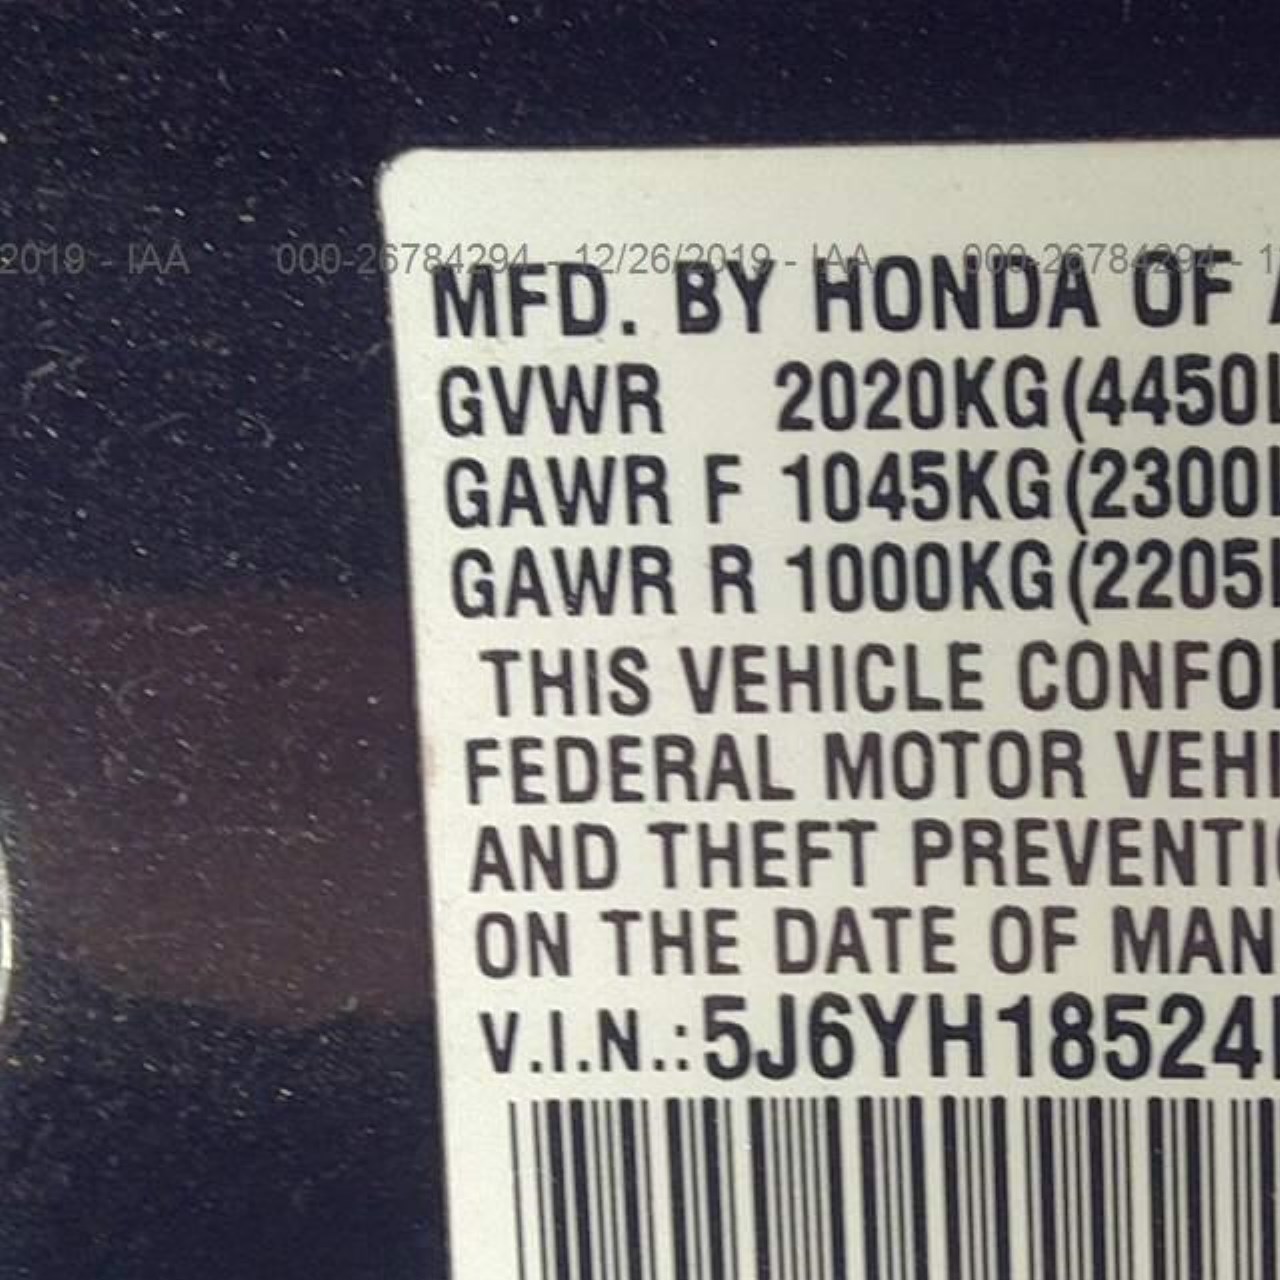 2019 - IAA 000-26784294 - 12/26/2019 - IAA 000-26784294 - 1
MFD. BY HONDA OF A
GVWR 2020KG(4450
GAWR F 1045KG(2300
GAWR R 1000KG(2205
THIS VEHICLE CONFO
FEDERAL MOTOR VEHI
AND THEFT PREVENTI
ON THE DATE OF MAN
V.I.N.:5J6YH18524